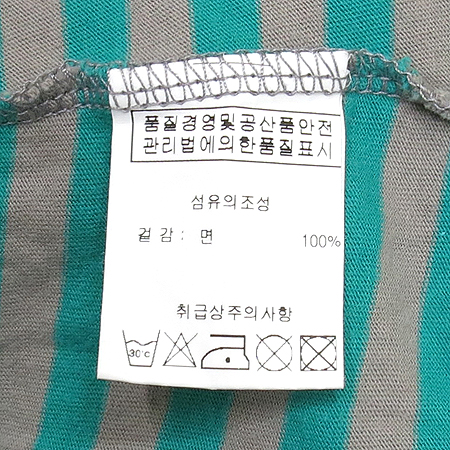 품질경영및공산품안전
관리법에의한품질표시
섬유의조성
겉감: 면 100%
취급상주의사항
30℃